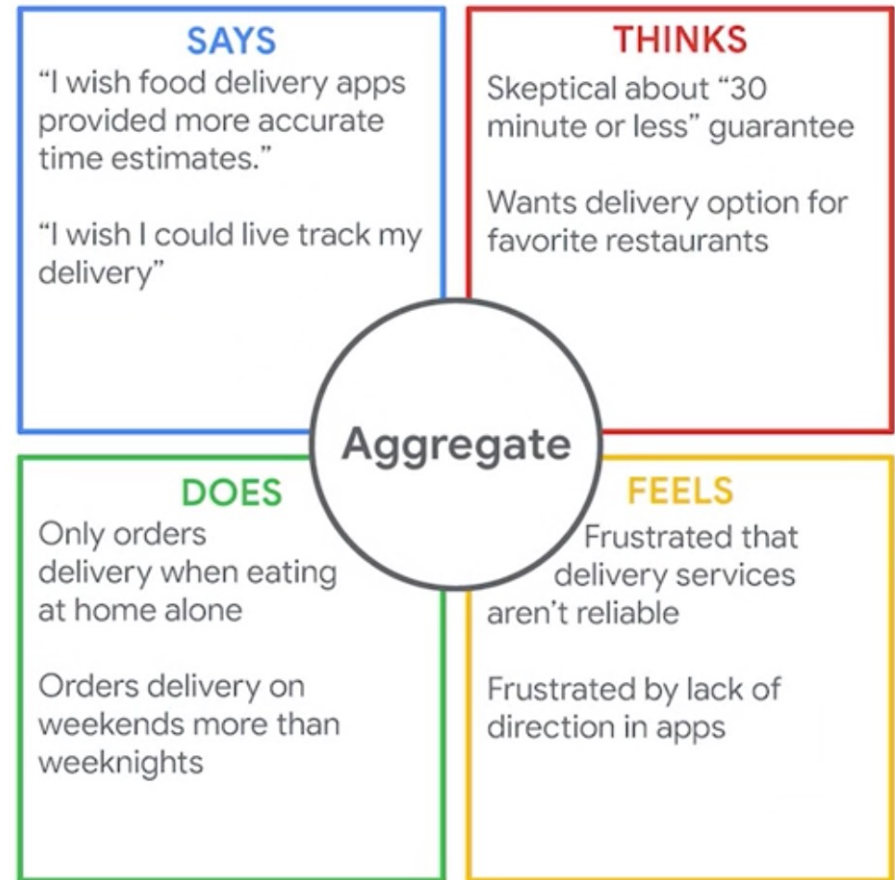 SAYS
“I wish food delivery apps
provided more accurate
time estimates.”
“I wish I could live track my
delivery”
THINKS
Skeptical about “30
minute or less” guarantee
Wants delivery option for
favorite restaurants
Aggregate
DOES
Only orders
delivery when eating
at home alone
Orders delivery on
weekends more than
weeknights
FEELS
Frustrated that
delivery services
aren’t reliable
Frustrated by lack of
direction in apps